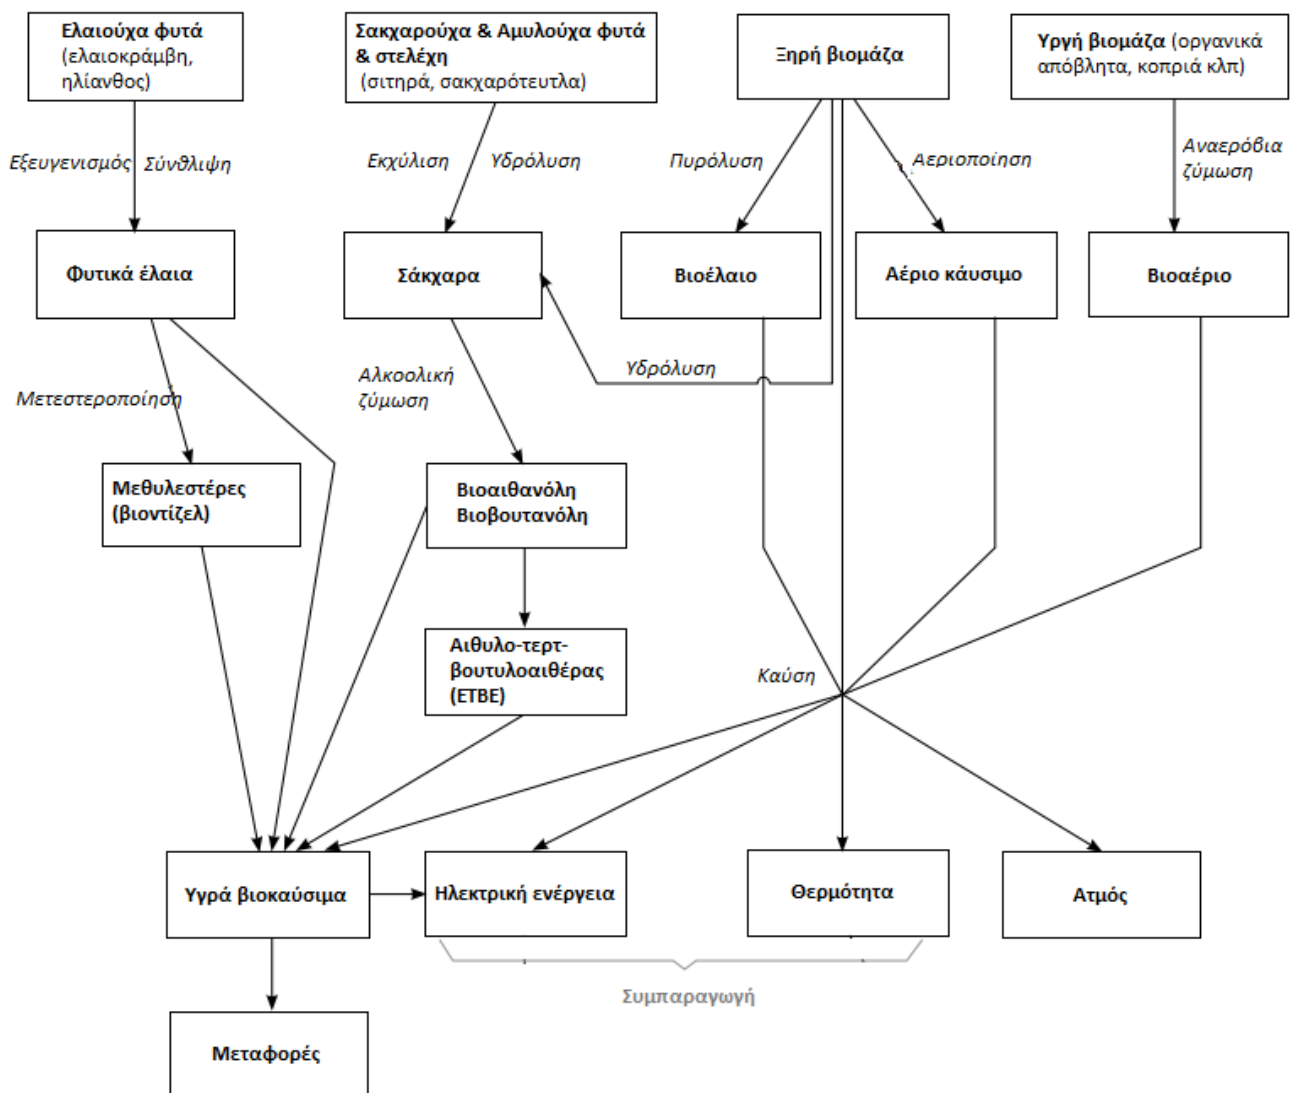 Ελαιούχα φυτά
(ελαιοκράμβη,
ηλίανθος)
Σακχαρούχα & Αμυλούχα φυτά
& στελέχη
(σιτηρά, σακχαρότευτλα)
Ξηρή βιομάζα
Υργή βιομάζα (οργανικά
απόβλητα, κοπριά κλπ)
Εξευγενισμός
Σύνθλιψη
Εκχύλιση
Υδρόλυση
Πυρόλυση
Αεριοποίηση
Αναερόβια
ζύμωση
Φυτικά έλαια
Σάκχαρα
Βιοέλαιο
Αέριο κάυσιμο
Βιοαέριο
Μετεστεροποίηση
Αλκοολική
ζύμωση
Υδρόλυση
Μεθυλεστέρες
(βιοντίζελ)
Βιοαιθανόλη
Βιοβουτανόλη
Αιθυλο-τερτ-
βουτυλοαιθέρας
(ETBE)
Καύση
Υγρά βιοκαύσιμα
Ηλεκτρική ενέργεια
Θερμότητα
Ατμός
Συμπαραγωγή
Μεταφορές